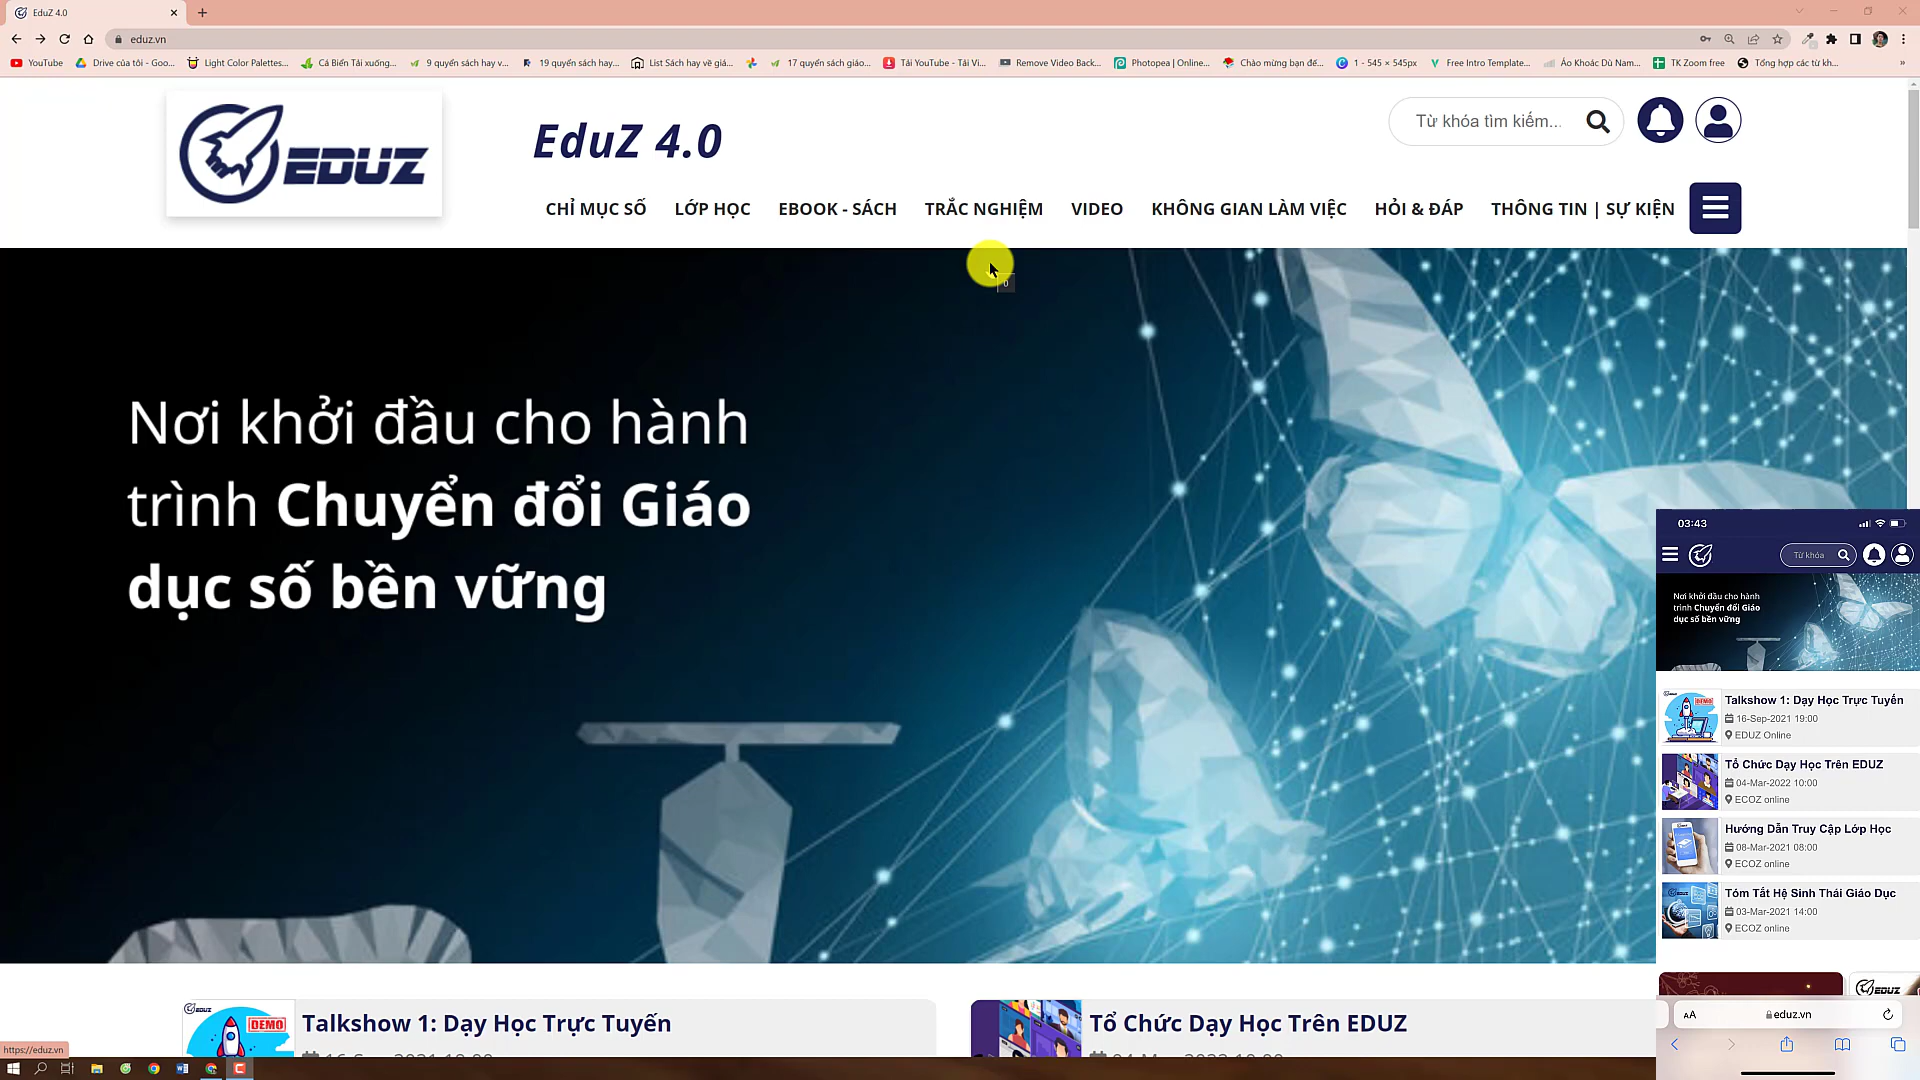 EduZ 4.0
eduz.vn
YouTube
Drive của tôi - Goo...
Light Color Palettes...
Cá Biển Tải xuống...
9 quyển sách hay v...
19 quyển sách hay...
List Sách hay về giá...
17 quyển sách giáo...
Tải YouTube - Tải Vi...
Remove Video Back...
Photopea | Online...
Chào mừng bạn đế...
1 - 545 × 545px
Free Intro Template...
Áo Khoác Dù Nam...
TK Zoom free
Tổng hợp các từ kh...
EDUZ
EduZ 4.0
Từ khóa tìm kiếm...
CHỈ MỤC SỐ
LỚP HỌC
EBOOK - SÁCH
TRẮC NGHIỆM
VIDEO
KHÔNG GIAN LÀM VIỆC
HỎI & ĐÁP
THÔNG TIN | SỰ KIỆN
Nơi khởi đầu cho hành
trình Chuyển đổi Giáo
dục số bền vững
03:43
Từ khóa
Nơi khởi đầu cho hành
trình Chuyển đổi Giáo
dục số bền vững
Talkshow 1: Dạy Học Trực Tuyến
16-Sep-2021 19:00
EDUZ Online
Tổ Chức Dạy Học Trên EDUZ
04-Mar-2022 10:00
ECOZ online
Hướng Dẫn Truy Cập Lớp Học
08-Mar-2021 08:00
ECOZ online
Tóm Tắt Hệ Sinh Thái Giáo Dục
03-Mar-2021 14:00
ECOZ online
EDUZ
AA
eduz.vn
EDUZ
DEMO
Talkshow 1: Dạy Học Trực Tuyến
Tổ Chức Dạy Học Trên EDUZ
https://eduz.vn